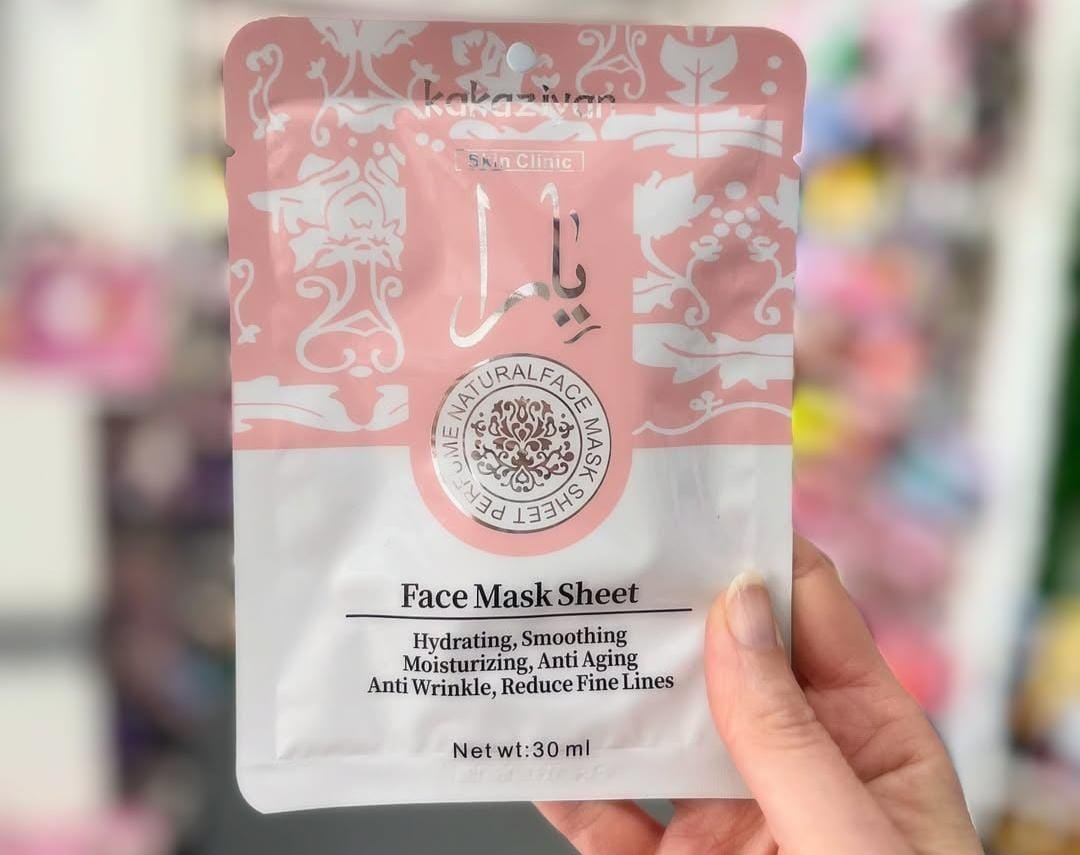 kakaziyan
Skin Clinic
يارا
PERFUME NATURAL FACE MASK SHEET
Face Mask Sheet
Hydrating, Smoothing
Moisturizing, Anti Aging
Anti Wrinkle, Reduce Fine Lines
Net wt:30 ml